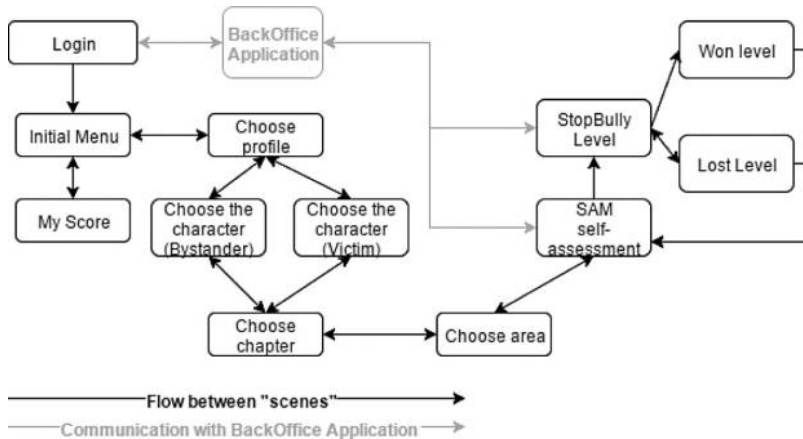 Login
BackOffice
Application
Won level
StopBully
Level
Initial Menu
Choose
profile
Lost Level
My Score
Choose the
character
(Bystander)
Choose the
character
(Victim)
SAM
self-
assessment
Choose
chapter
Choose area
Flow between "scenes"
Communication with BackOffice Application